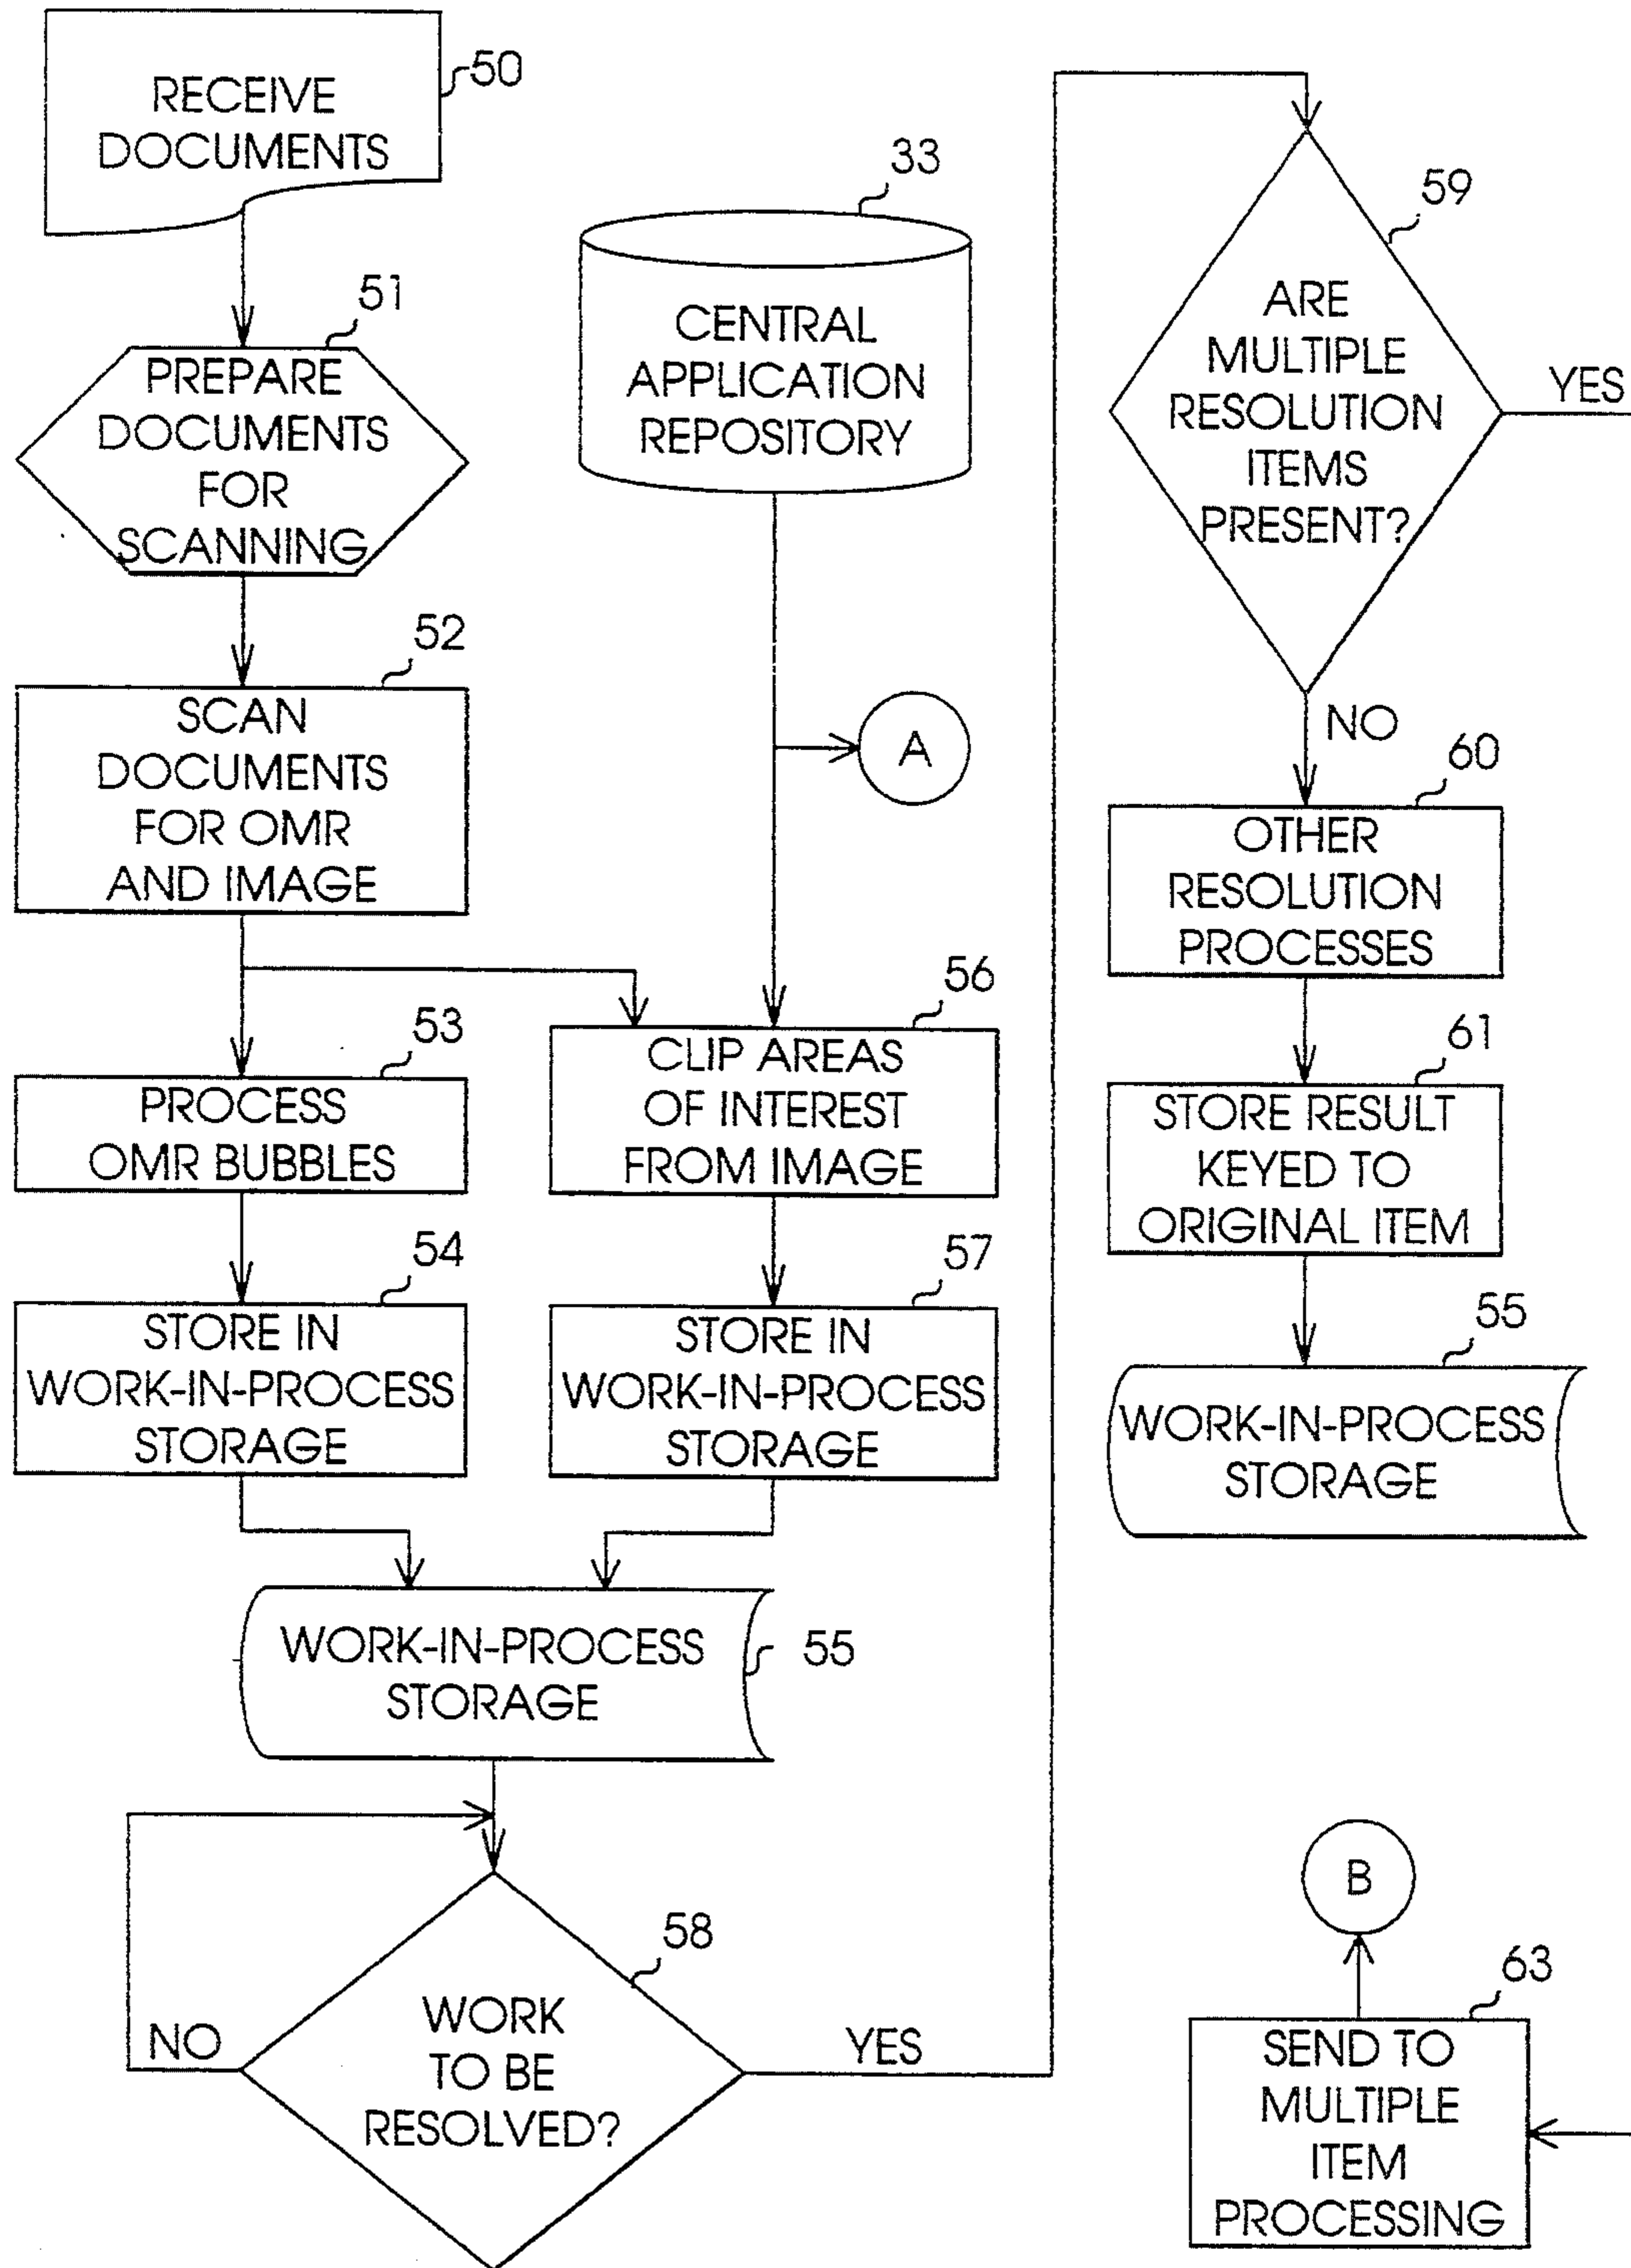 RECEIVE
DOCUMENTS
50
51
PREPARE
DOCUMENTS
FOR
SCANNING
52
SCAN
DOCUMENTS
FOR OMR
AND IMAGE
53
PROCESS
OMR BUBBLES
54
STORE IN
WORK-IN-PROCESS
STORAGE
33
CENTRAL
APPLICATION
REPOSITORY
A
56
CLIP AREAS
OF INTEREST
FROM IMAGE
57
STORE IN
WORK-IN-PROCESS
STORAGE
WORK-IN-PROCESS
STORAGE
55
58
WORK
TO BE
RESOLVED?
NO
YES
59
ARE
MULTIPLE
RESOLUTION
ITEMS
PRESENT?
YES
NO
60
OTHER
RESOLUTION
PROCESSES
61
STORE RESULT
KEYED TO
ORIGINAL ITEM
55
WORK-IN-PROCESS
STORAGE
B
63
SEND TO
MULTIPLE
ITEM
PROCESSING